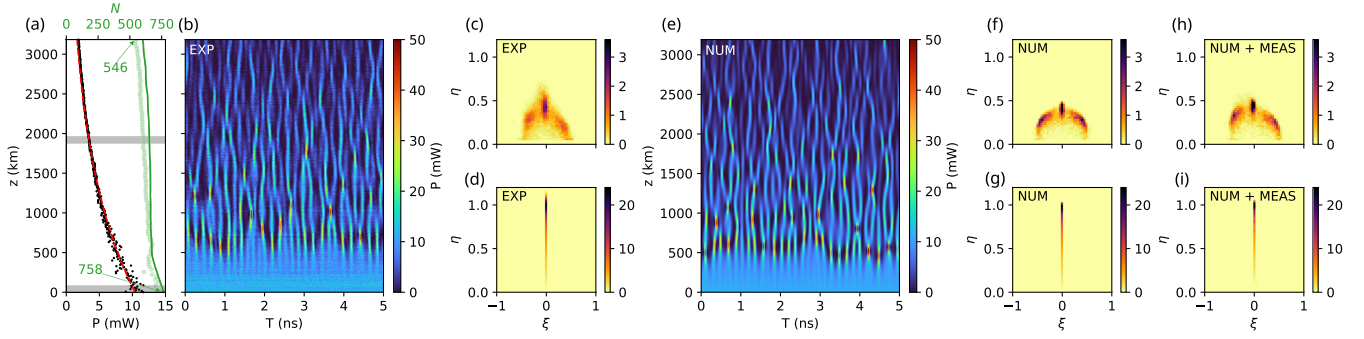 (a)
N
0 250 500 750
546
758
3000
2500
2000
1500
1000
500
0
z (km)
0 5 10 15
P (mW)
(b)
EXP
0 1 2 3 4 5
T (ns)
50
40
30
20
10
0
P (mW)
(c)
EXP
1.0
0.5
0.0
η
3
2
1
0
(d)
EXP
1.0
0.5
0.0
η
−1 0 1
ξ
20
10
0
(e)
NUM
3000
2500
2000
1500
1000
500
0
z (km)
0 1 2 3 4 5
T (ns)
50
40
30
20
10
0
P (mW)
(f)
NUM
1.0
0.5
0.0
η
3
2
1
0
(g)
NUM
1.0
0.5
0.0
η
−1 0 1
ξ
20
10
0
(h)
NUM + MEAS
1.0
0.5
0.0
η
3
2
1
0
(i)
NUM + MEAS
1.0
0.5
0.0
η
−1 0 1
ξ
20
10
0